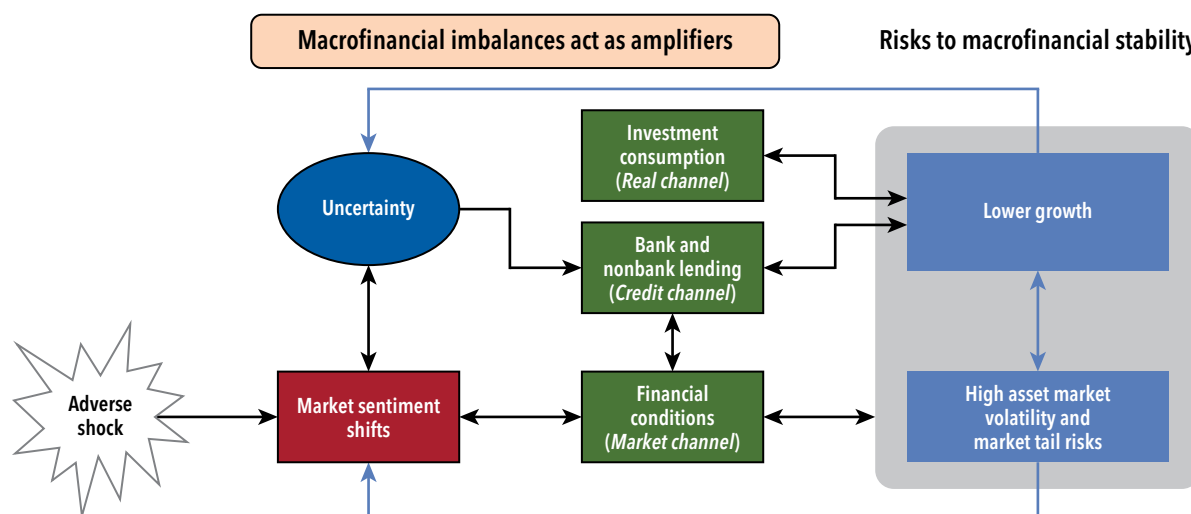 Macrofinancial imbalances act as amplifiers
Risks to macrofinancial stability
Investment
consumption
(Real channel)
Uncertainty
Lower growth
Bank and
nonbank lending
(Credit channel)
Adverse
shock
Market sentiment
shifts
Financial
conditions
(Market channel)
High asset market
volatility and
market tail risks